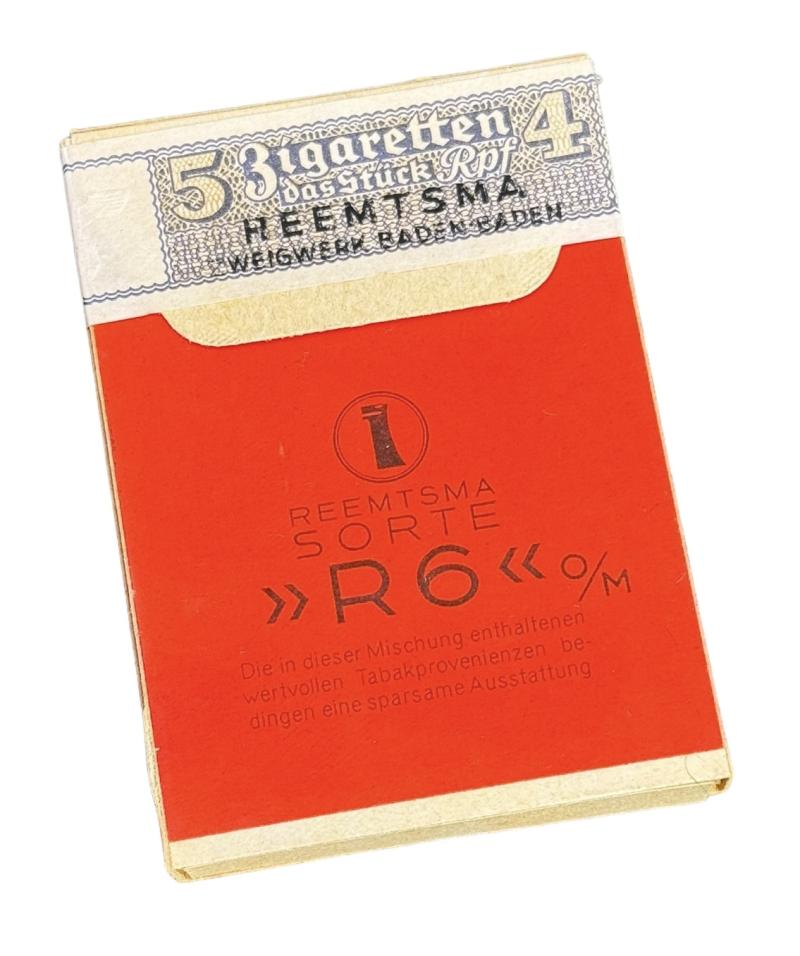 5 Zigaretten 4
das Stück Rpf
REEMTSMA
ZWEIGWERK BADEN-BADEN
REEMTSMA
SORTE
»R6« O/M
Die in dieser Mischung enthaltenen
wertvollen Tabakprovenienzen be-
dingen eine sparsame Ausstattung